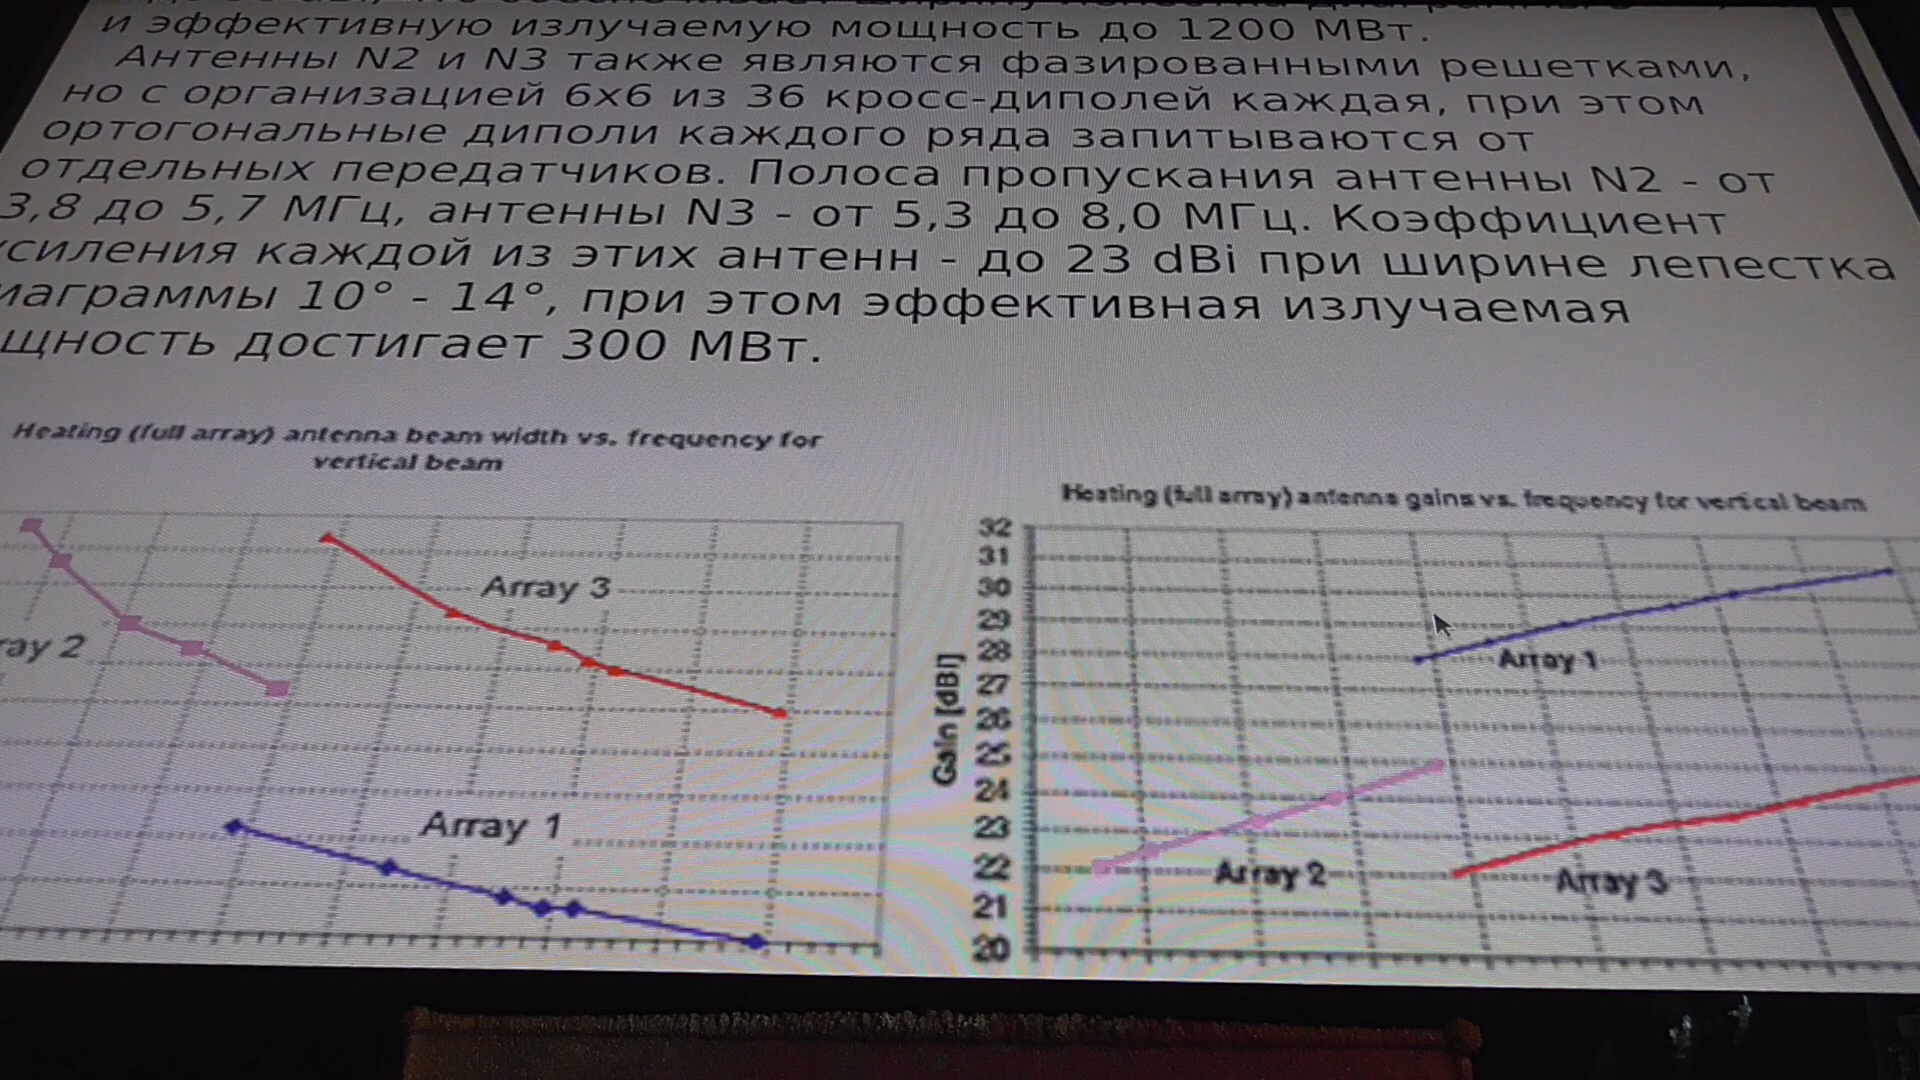 и эффективную излучаемую мощность до 1200 МВт.
Антенны N2 и N3 также являются фазированными решетками,
но с организацией 6x6 из 36 кросс-диполей каждая, при этом
ортогональные диполи каждого ряда запитываются от
отдельных передатчиков. Полоса пропускания антенны N2 - от
3,8 до 5,7 МГц, антенны N3 - от 5,3 до 8,0 МГц. Коэффициент
силения каждой из этих антенн - до 23 dBi при ширине лепестка
иаграммы 10° - 14°, при этом эффективная излучаемая
щность достигает 300 МВт.
Heating (full array) antenna beam width vs. frequency for
vertical beam
Array 3
ray 2
Array 1
Heating (full array) antenna gains vs. frequency for vertical beam
Gain [dBi]
32
31
30
29
28
27
26
25
24
23
22
21
20
Array 1
Array 2
Array 3